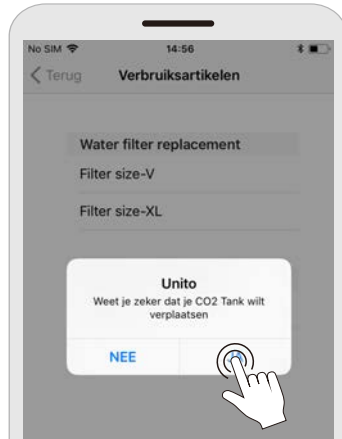 No SIM 14:56
Terug Verbruiksartikelen
Water filter replacement
Filter size-V
Filter size-XL
Unito
Weet je zeker dat je CO2 Tank wilt
verplaatsen
NEE